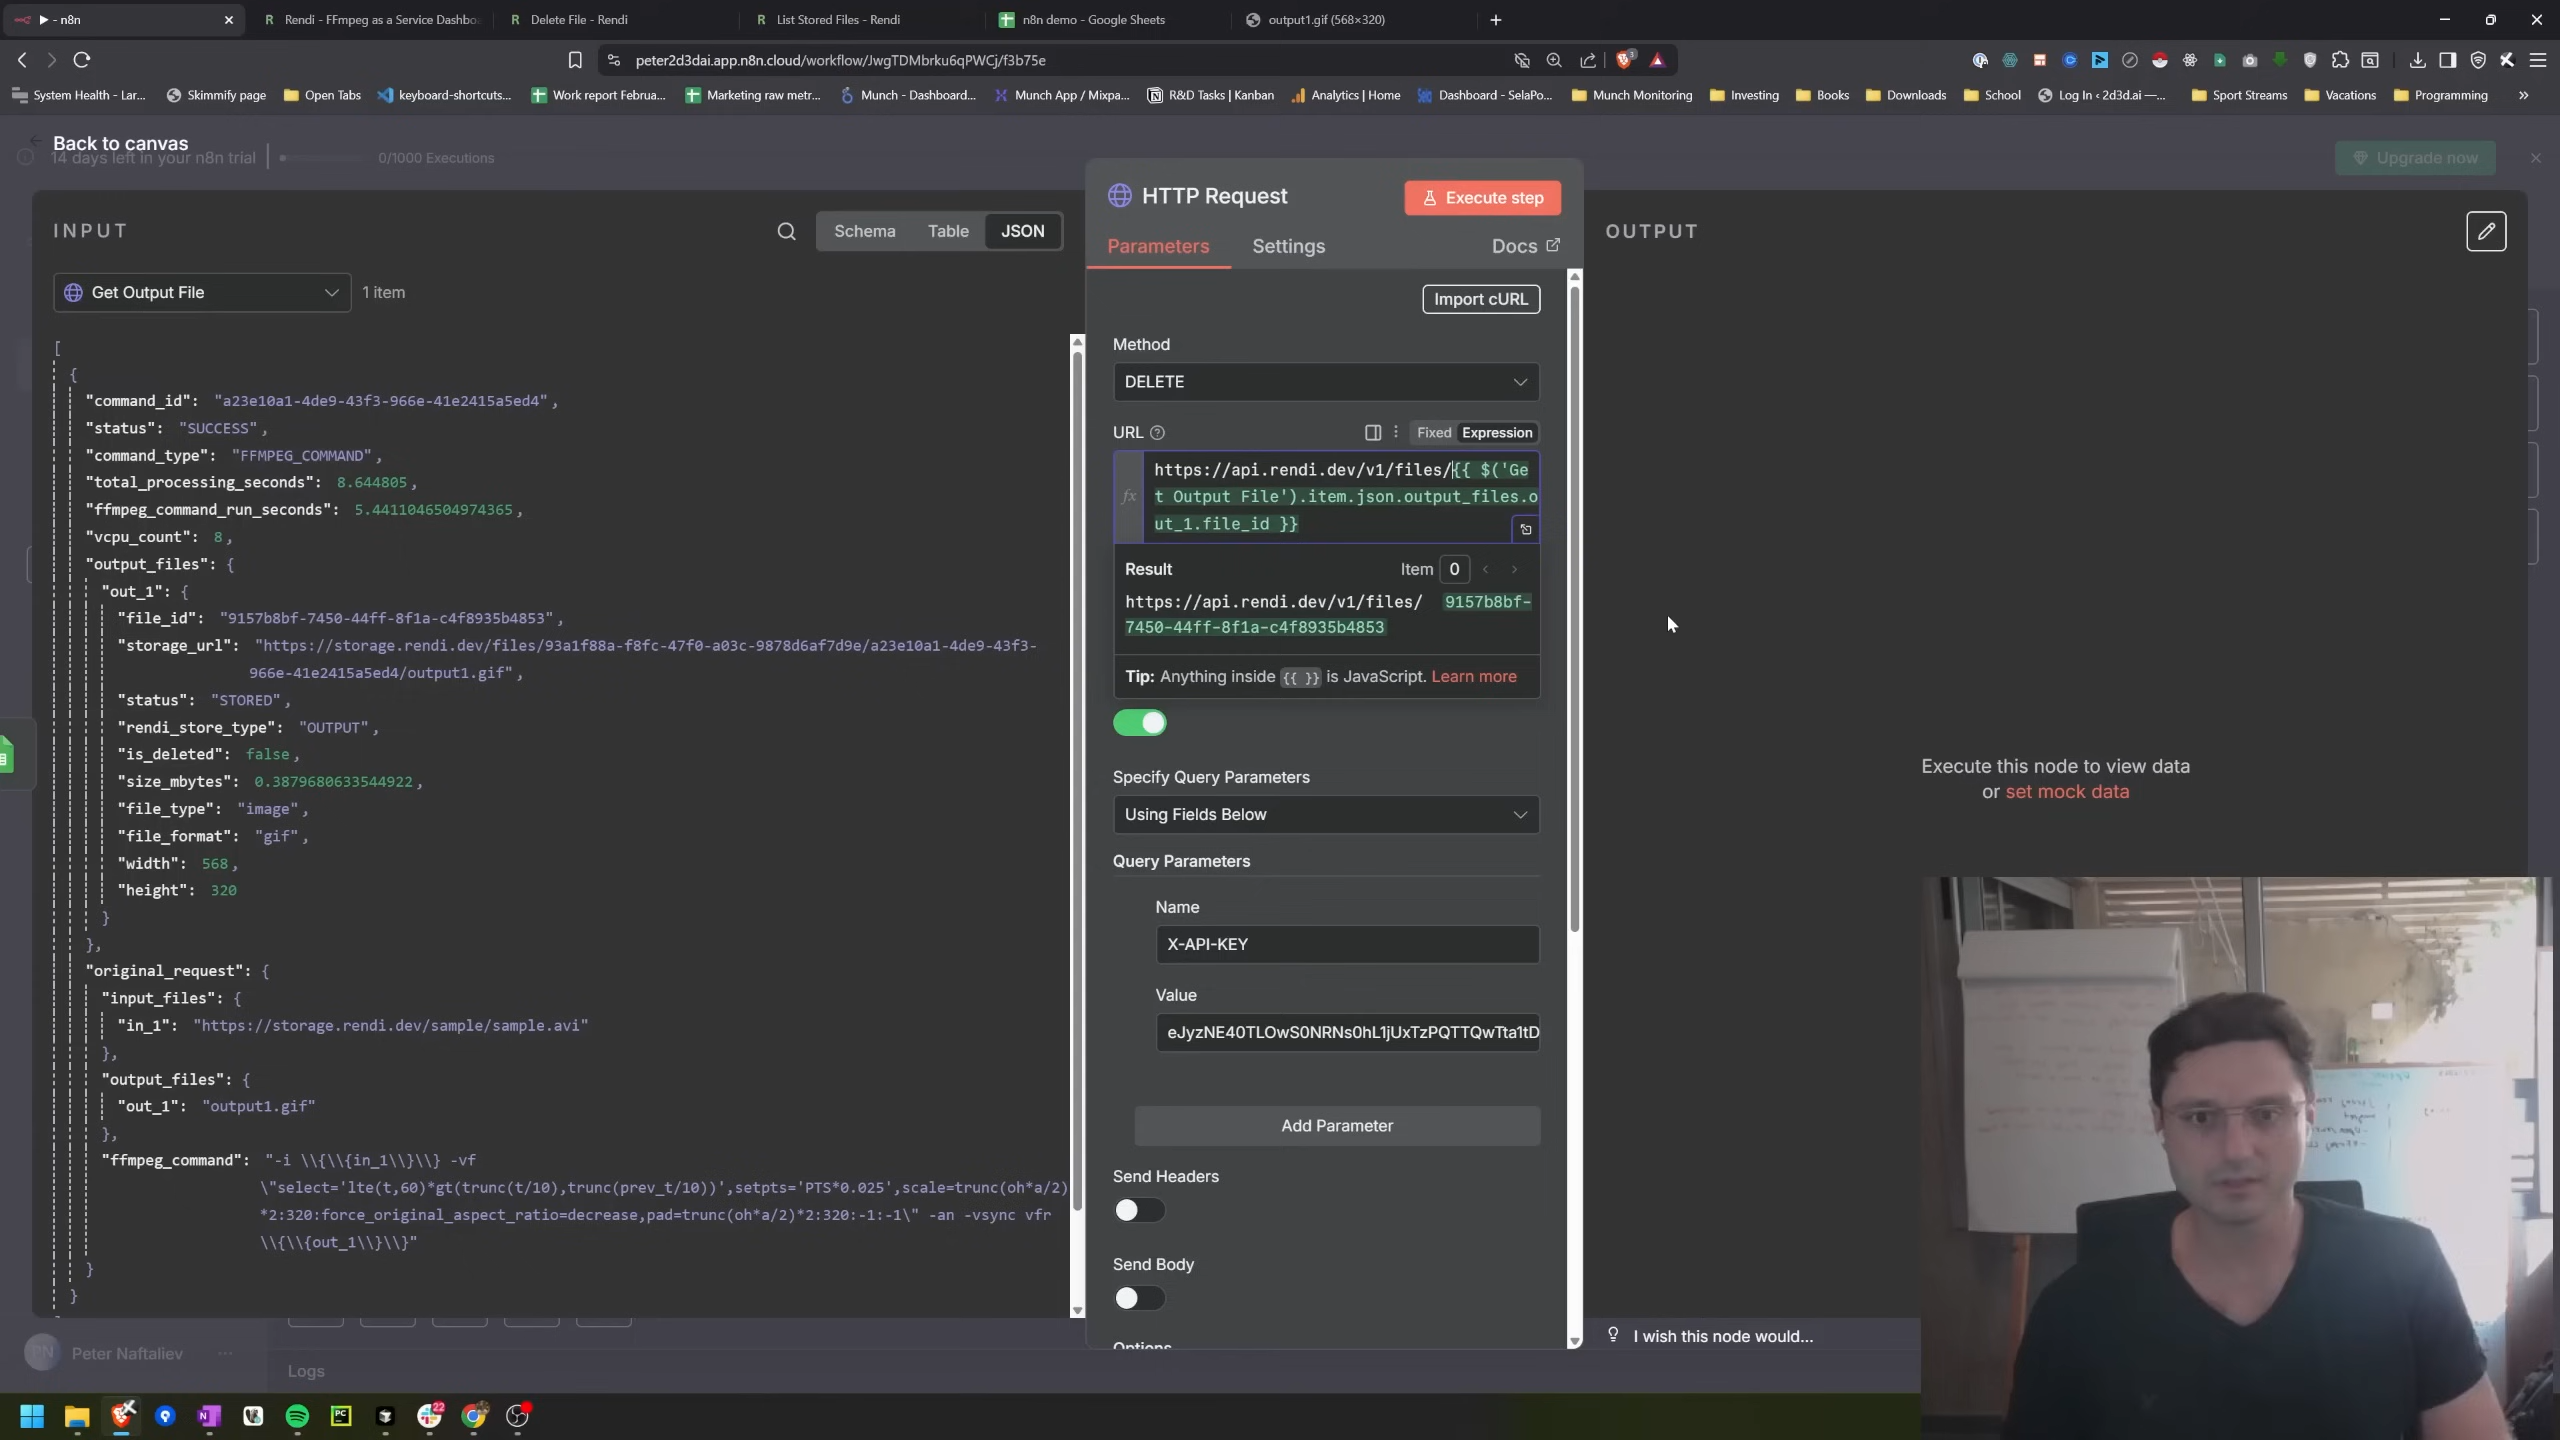 - n8n
Rendi - FFmpeg as a Service Dashbo
Delete File - Rendi
List Stored Files - Rendi
n8n demo - Google Sheets
output1.gif (568×320)
peter2d3dai.app.n8n.cloud/workflow/JwgTDMbrku6qPWCj/f3b75e
System Health - Lar...
Skimmify page
Open Tabs
keyboard-shortcuts...
Work report Februa...
Marketing raw metr...
Munch - Dashboard...
Munch App / Mixpa...
R&D Tasks | Kanban
Analytics | Home
Dashboard - SelaPo...
Munch Monitoring
Investing
Books
Downloads
School
Log In ‹ 2d3d.ai —...
Sport Streams
Vacations
Programming
Back to canvas
14 days left in your n8n trial
0/1000 Executions
Upgrade now
INPUT
Schema
Table
JSON
Get Output File
1 item
[
{
"command_id": "a23e10a1-4de9-43f3-966e-41e2415a5ed4",
"status": "SUCCESS",
"command_type": "FFMPEG_COMMAND",
"total_processing_seconds": 8.644805,
"ffmpeg_command_run_seconds": 5.4411046504974365,
"vcpu_count": 8,
"output_files": {
"out_1": {
"file_id": "9157b8bf-7450-44ff-8f1a-c4f8935b4853",
"storage_url": "https://storage.rendi.dev/files/93a1f88a-f8fc-47f0-a03c-9878d6af7d9e/a23e10a1-4de9-43f3-
966e-41e2415a5ed4/output1.gif",
"status": "STORED",
"rendi_store_type": "OUTPUT",
"is_deleted": false,
"size_mbytes": 0.3879680633544922,
"file_type": "image",
"file_format": "gif",
"width": 568,
"height": 320
}
},
"original_request": {
"input_files": {
"in_1": "https://storage.rendi.dev/sample/sample.avi"
},
"output_files": {
"out_1": "output1.gif"
},
"ffmpeg_command": "-i \\{\\{in_1\\}\\} -vf
\"select='lte(t,60)*gt(trunc(t/10),trunc(prev_t/10))',setpts='PTS*0.025',scale=trunc(oh*a/2)
*2:320:force_original_aspect_ratio=decrease,pad=trunc(oh*a/2)*2:320:-1:-1\" -an -vsync vfr
\\{\\{out_1\\}\\}"
}
}
HTTP Request
Execute step
Parameters
Settings
Docs
Import cURL
Method
DELETE
URL
Fixed
Expression
fx
https://api.rendi.dev/v1/files/{{ $('Ge
t Output File').item.json.output_files.o
ut_1.file_id }}
Result
Item 0
https://api.rendi.dev/v1/files/ 9157b8bf-
7450-44ff-8f1a-c4f8935b4853
Tip: Anything inside {{ }} is JavaScript. Learn more
Specify Query Parameters
Using Fields Below
Query Parameters
Name
X-API-KEY
Value
eJyzNE40TLOwS0NRNs0hL1jUxTzPQTTQwTta1tD
Add Parameter
Send Headers
Send Body
Options
OUTPUT
Execute this node to view data
or set mock data
I wish this node would...
PN
Peter Naftaliev
Logs
22